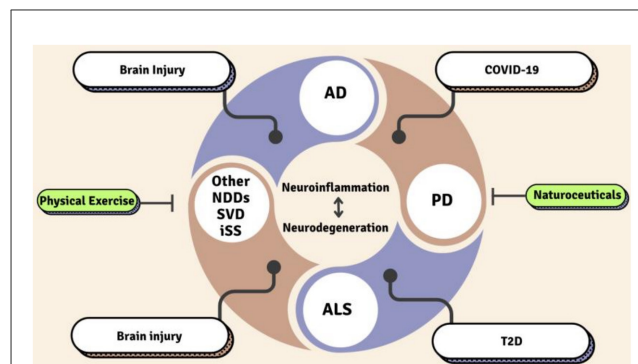 Brain Injury
COVID-19
AD
Physical Exercise
Other
NDDs
SVD
iSS
Neuroinflammation
Neurodegeneration
PD
Naturoceuticals
ALS
Brain injury
T2D